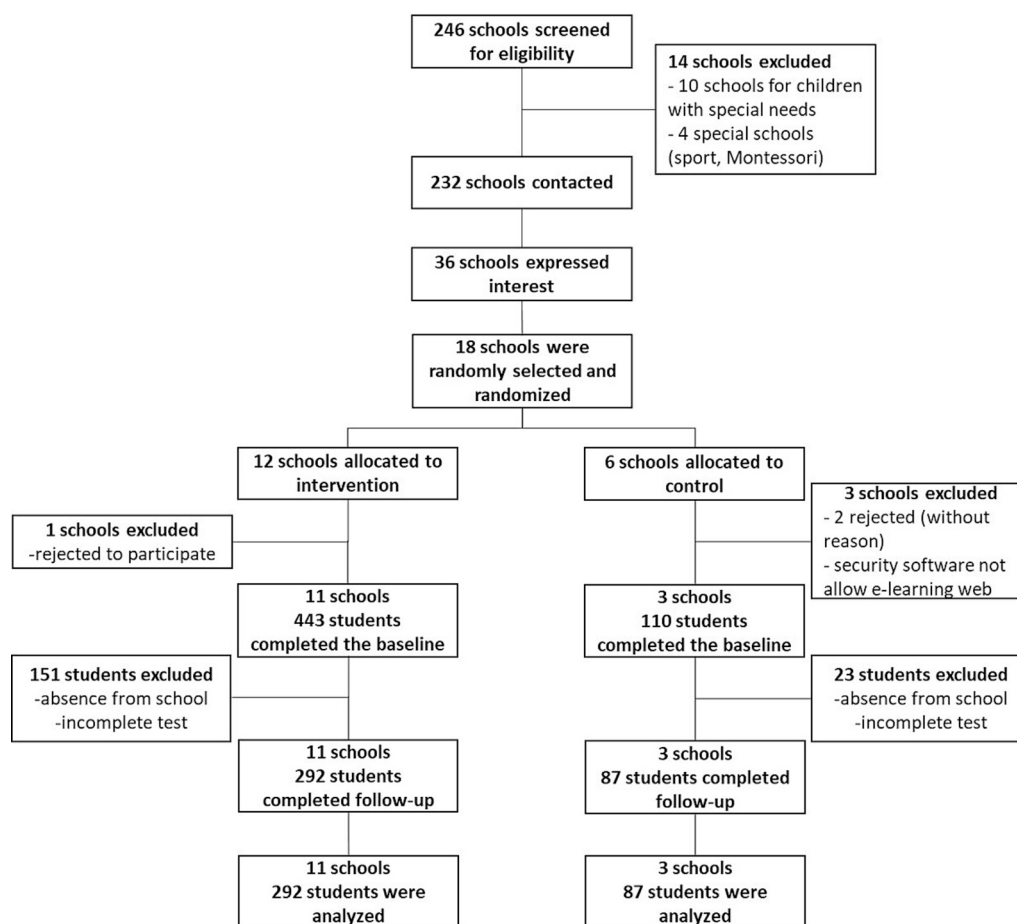 246 schools screened
for eligibility
14 schools excluded
- 10 schools for children
with special needs
- 4 special schools
(sport, Montessori)
232 schools contacted
36 schools expressed
interest
18 schools were
randomly selected and
randomized
12 schools allocated to
intervention
6 schools allocated to
control
1 schools excluded
-rejected to participate
3 schools excluded
- 2 rejected (without
reason)
- security software not
allow e-learning web
11 schools
443 students
completed the baseline
3 schools
110 students
completed the baseline
151 students excluded
-absence from school
-incomplete test
23 students excluded
-absence from school
-incomplete test
11 schools
292 students
completed follow-up
3 schools
87 students completed
follow-up
11 schools
292 students were
analyzed
3 schools
87 students were
analyzed